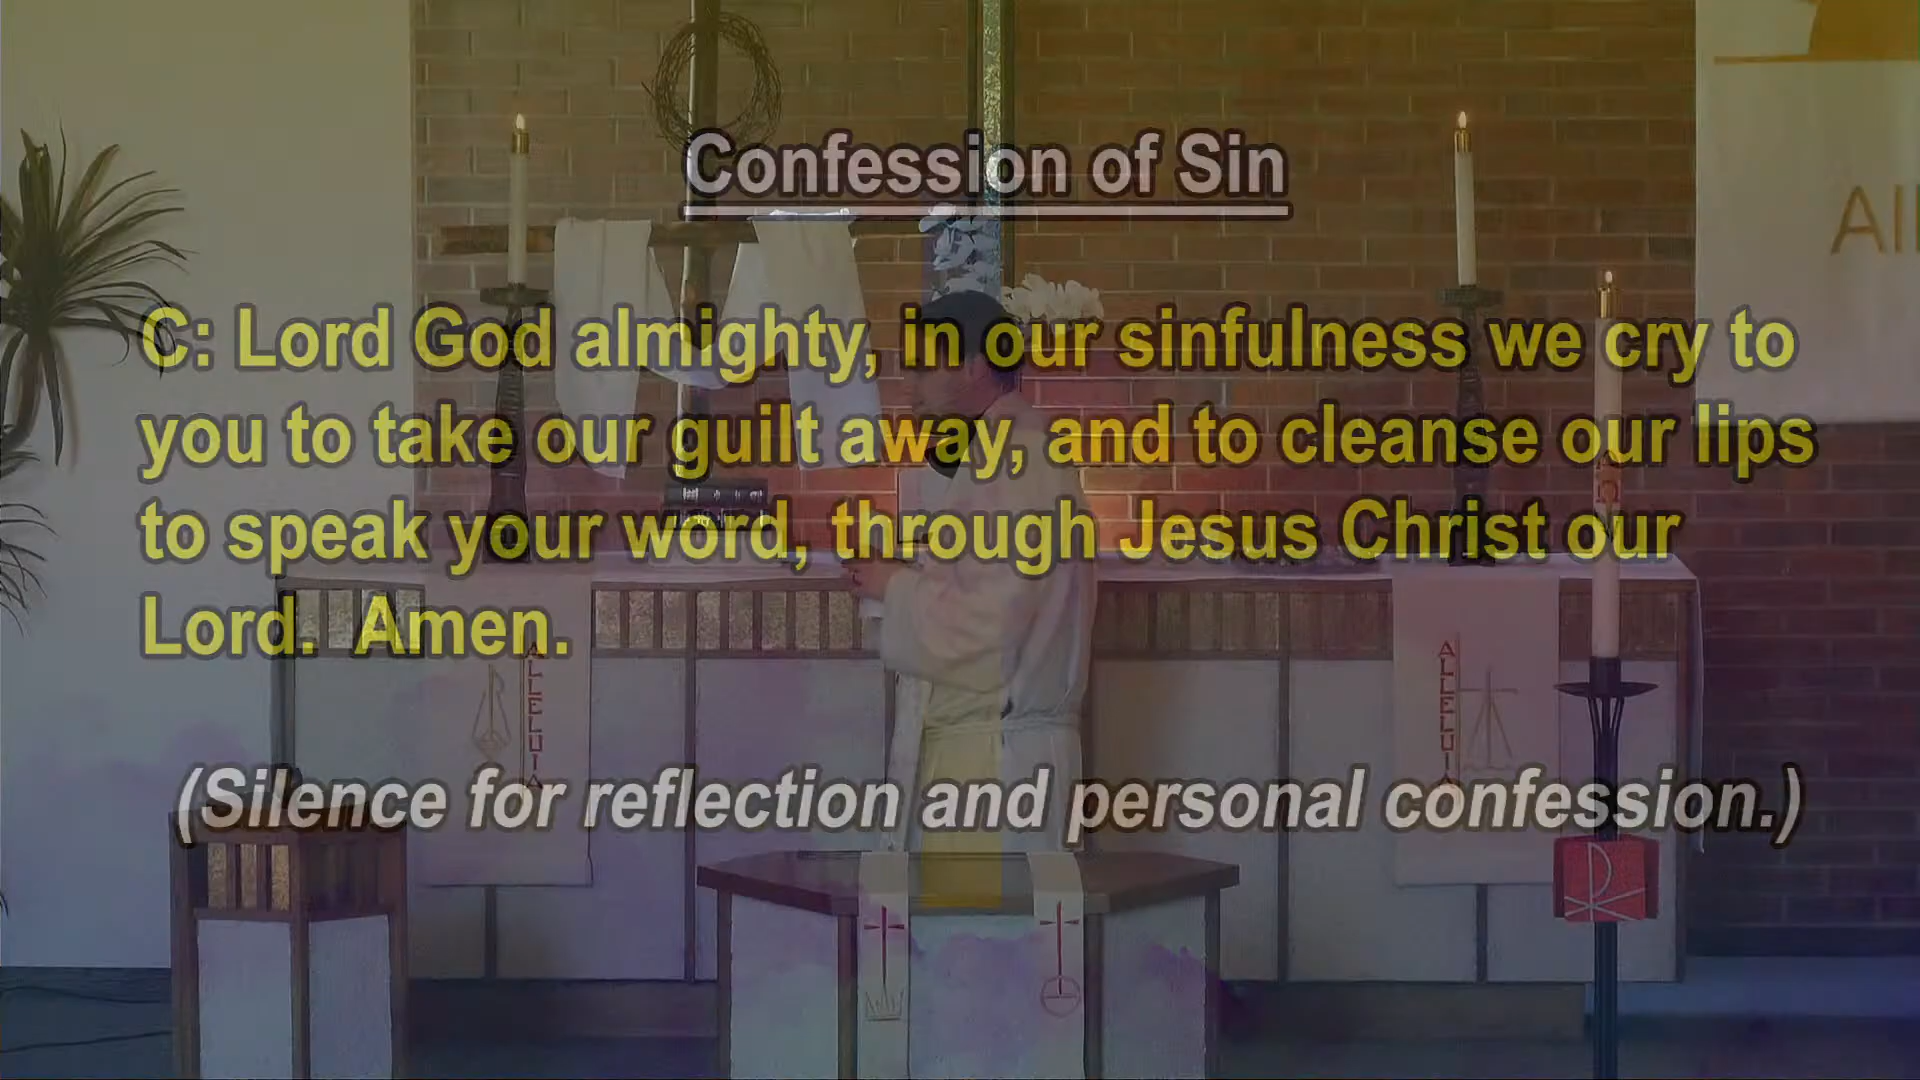 Confession of Sin
C: Lord God almighty, in our sinfulness we cry to
you to take our guilt away, and to cleanse our lips
to speak your word, through Jesus Christ our
Lord. Amen.
(Silence for reflection and personal confession.)
ALLELUIA
ALLELUIA